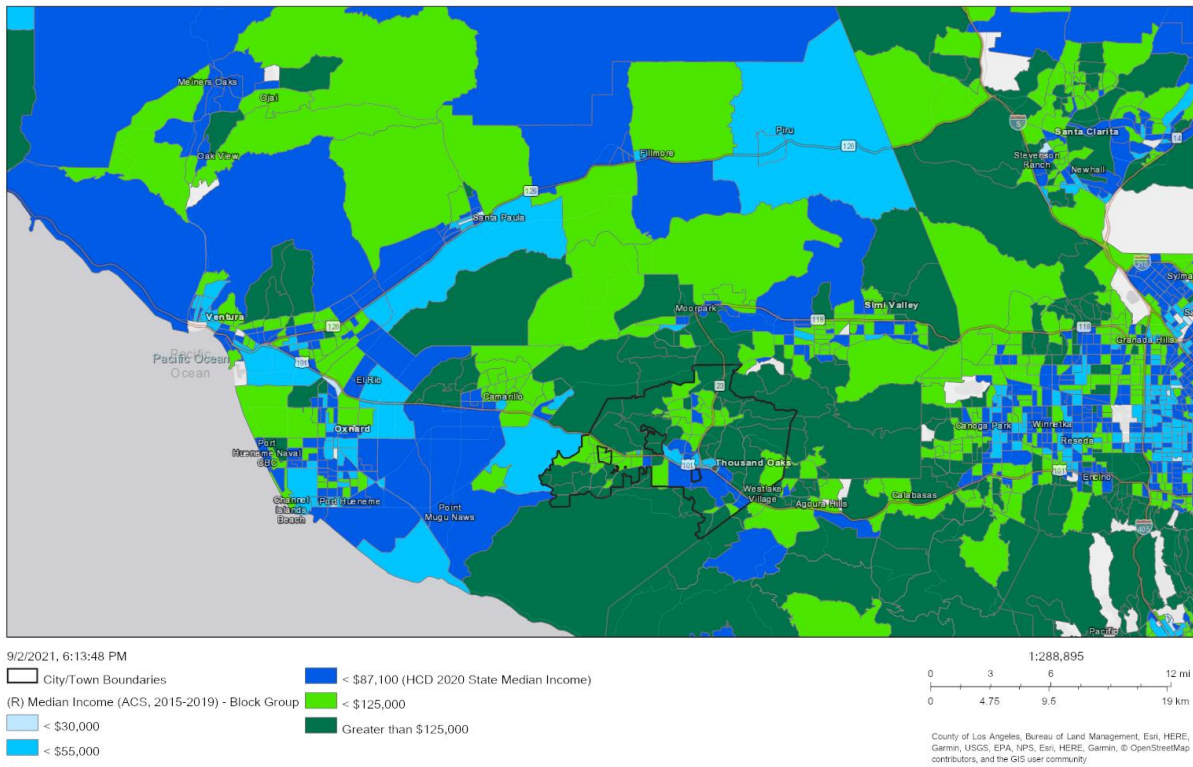 Meiners Oaks
Ojai
Oak View
Piru
126
Fillmore
126
Santa Paula
5
Santa Clarita
14
Stevenson
Ranch
Newhall
210
Sylma
Ventura
126
101
Pacific Ocean
Pacific
Ocean
El Rio
Moorpark
118
Simi Valley
118
Granada Hills
Camarillo
23
Oxnard
Port
Hueneme Naval
CBC
Channel
Islands
Beach
Port Hueneme
Point
Mugu Naws
101
Thousand Oaks
Westlake
Village
Agoura Hills
Calabasas
Canoga Park
Winnetka
Reseda
101
Encino
405
Pacific
9/2/2021, 6:13:48 PM
City/Town Boundaries
(R) Median Income (ACS, 2015-2019) - Block Group
< $30,000
< $55,000
< $87,100 (HCD 2020 State Median Income)
< $125,000
Greater than $125,000
1:288,895
0 3 6 12 mi
0 4.75 9.5 19 km
County of Los Angeles, Bureau of Land Management, Esri, HERE,
Garmin, USGS, EPA, NPS, Esri, HERE, Garmin, © OpenStreetMap
contributors, and the GIS user community